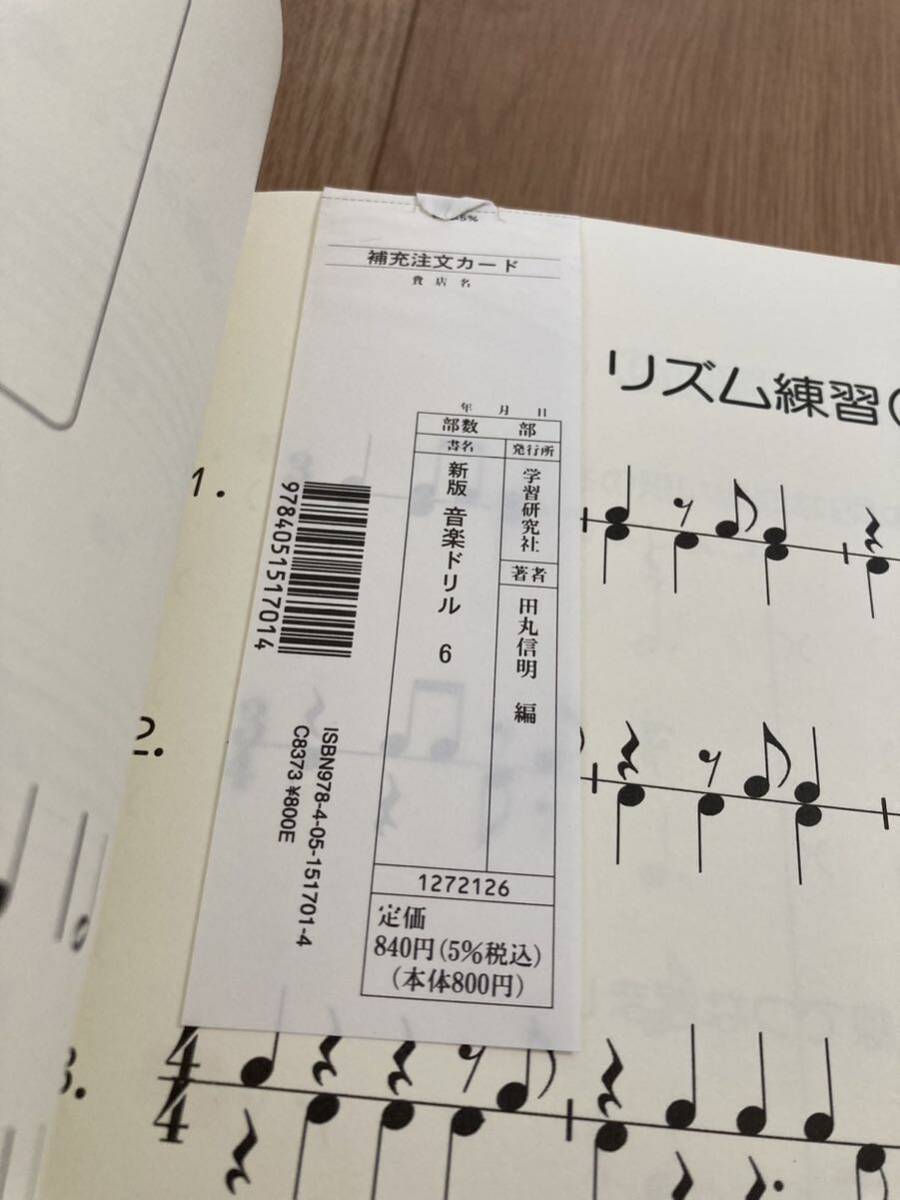 補充注文カード
貴店名
年 月 日
部数 部
書名
発行所
新版 音楽ドリル 6
学習研究社
著者
田丸信明 編
1272126
定価
840円(5%税込)
(本体800円)
9784051517014
ISBN978-4-05-151701-4
C8373 ¥800E
リズム練習
1.
2.
3.
4
4